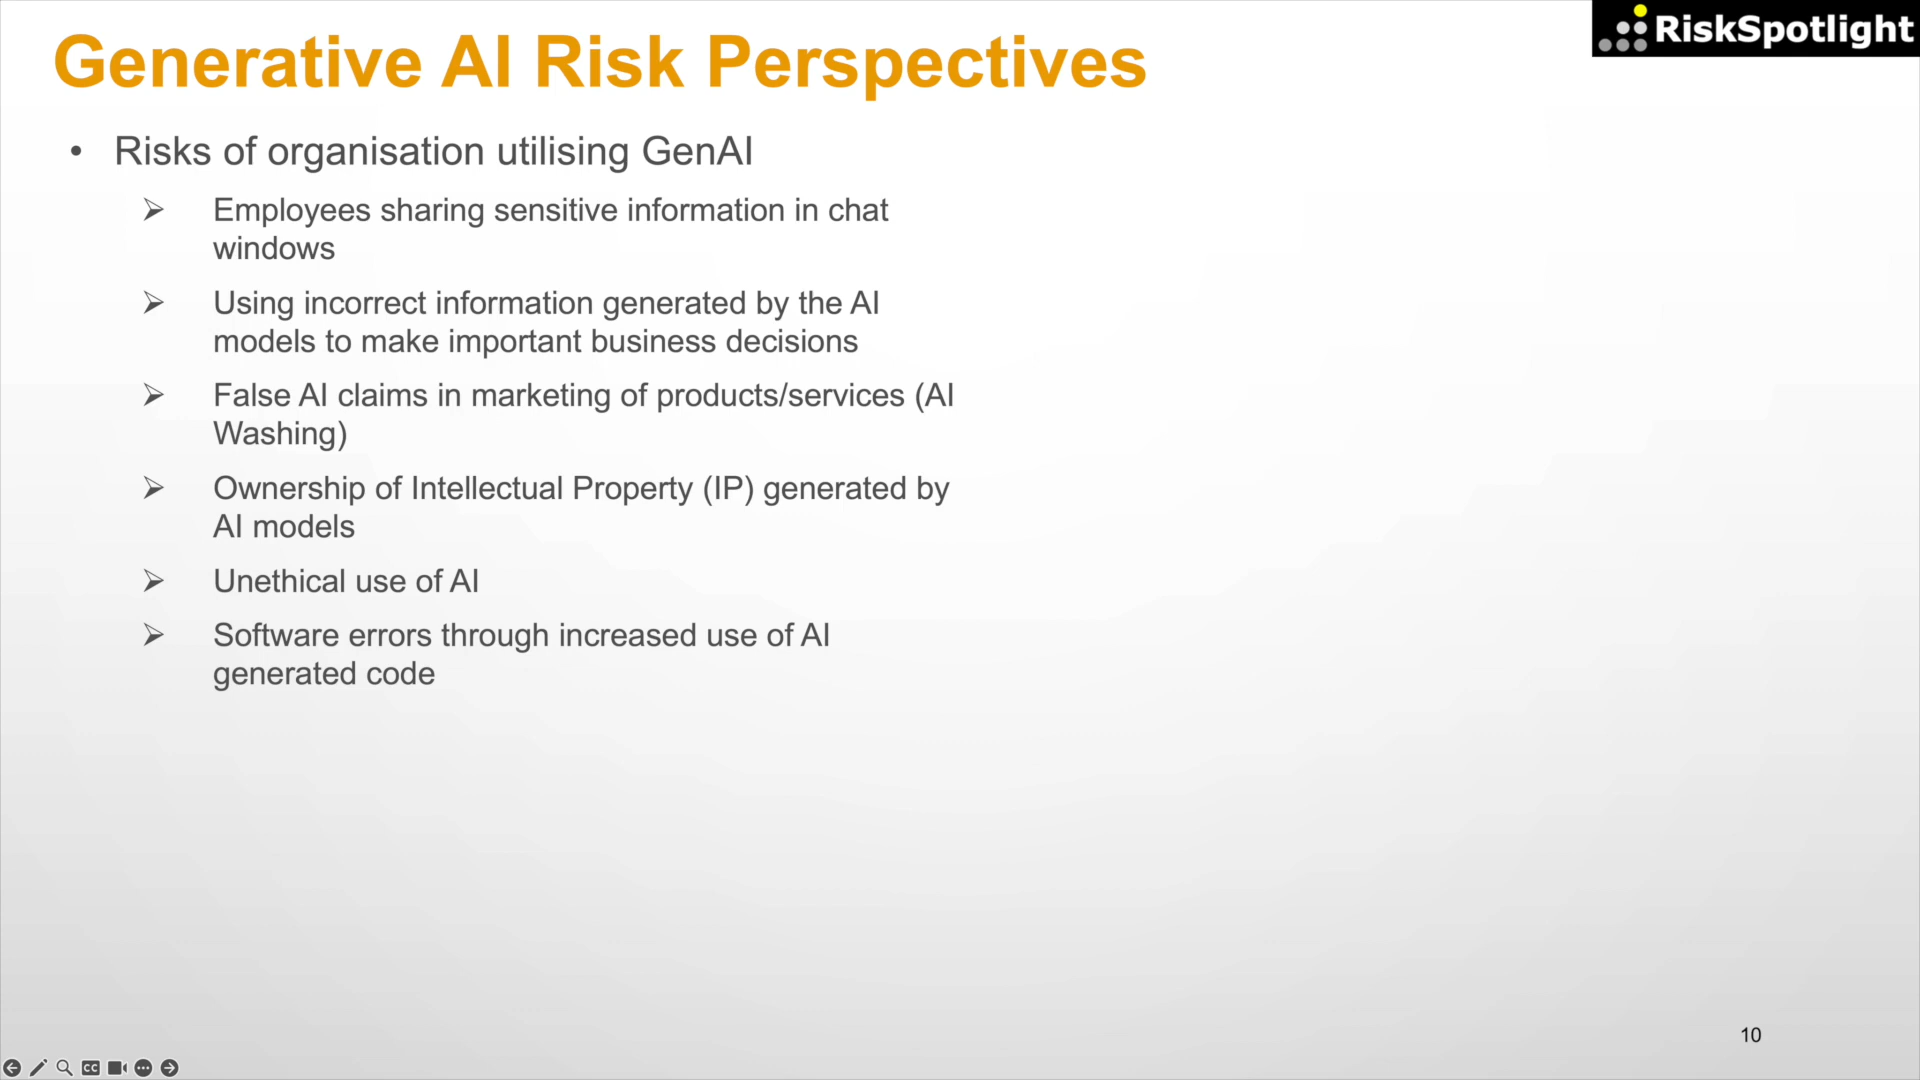 Generative AI Risk Perspectives
RiskSpotlight
• Risks of organisation utilising GenAI
➢ Employees sharing sensitive information in chat
windows
➢ Using incorrect information generated by the AI
models to make important business decisions
➢ False AI claims in marketing of products/services (AI
Washing)
➢ Ownership of Intellectual Property (IP) generated by
AI models
➢ Unethical use of AI
➢ Software errors through increased use of AI
generated code
10
CC